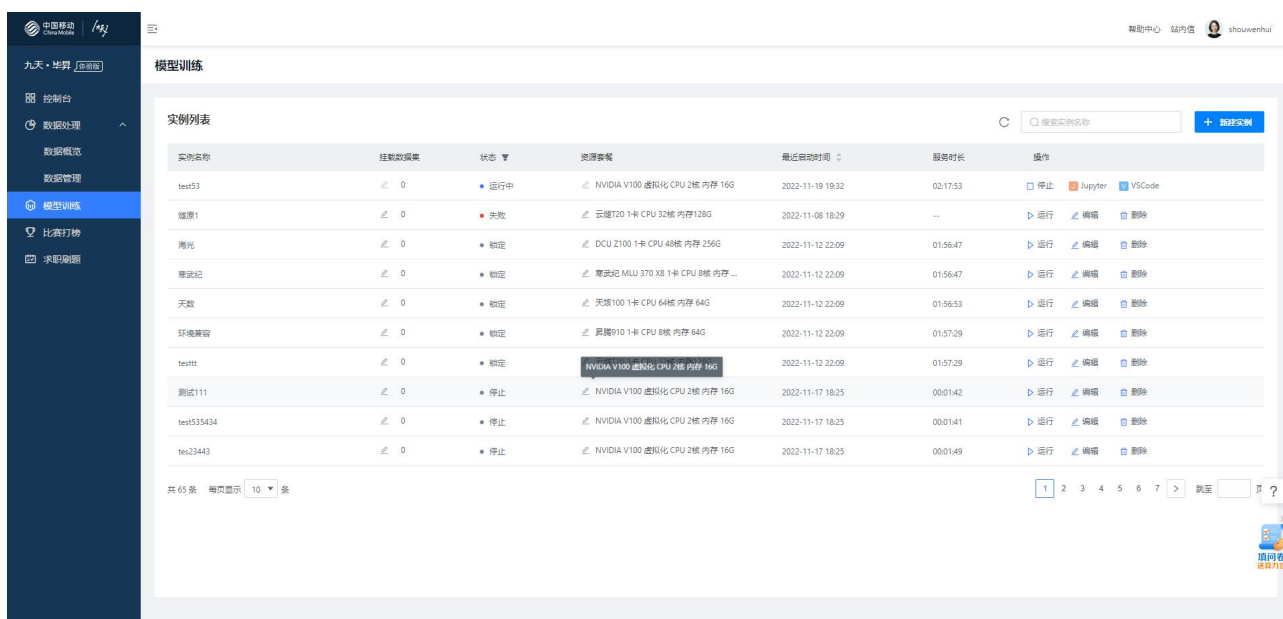 中国移动
China Mobile
帮助中心 站内信 shouwenhui
九天·毕昇 体验版
模型训练
控制台
数据处理
数据概览
数据管理
模型训练
比赛打榜
求职刷题
实例列表 搜索实例名称 + 新建实例
实例名称 挂载数据集 状态 资源套餐 最近启动时间 服务时长 操作
test53 0 运行中 NVIDIA V100 虚拟化 CPU 2核 内存 16G 2022-11-19 19:32 02:17:53 停止 Jupyter VSCode
燧原1 0 失败 云燧T20 1卡 CPU 32核 内存128G 2022-11-08 18:29 -- 运行 编辑 删除
海光 0 锁定 DCU Z100 1卡 CPU 48核 内存 256G 2022-11-12 22:09 01:56:47 运行 编辑 删除
寒武纪 0 锁定 寒武纪 MLU 370 X8 1卡 CPU 8核 内存 ... 2022-11-12 22:09 01:56:47 运行 编辑 删除
天数 0 锁定 天垓100 1卡 CPU 64核 内存 64G 2022-11-12 22:09 01:56:53 运行 编辑 删除
环境兼容 0 锁定 昇腾910 1卡 CPU 8核 内存 64G 2022-11-12 22:09 01:57:29 运行 编辑 删除
testtt 0 锁定 2022-11-12 22:09 01:57:29 运行 编辑 删除
NVIDIA V100 虚拟化 CPU 2核 内存 16G
测试111 0 停止 NVIDIA V100 虚拟化 CPU 2核 内存 16G 2022-11-17 18:25 00:01:42 运行 编辑 删除
test535434 0 停止 NVIDIA V100 虚拟化 CPU 2核 内存 16G 2022-11-17 18:25 00:01:41 运行 编辑 删除
tes23443 0 停止 NVIDIA V100 虚拟化 CPU 2核 内存 16G 2022-11-17 18:25 00:01:49 运行 编辑 删除
共 65 条 每页显示 10 条 1 2 3 4 5 6 7 > 跳至 页 ?
填问卷
送算力